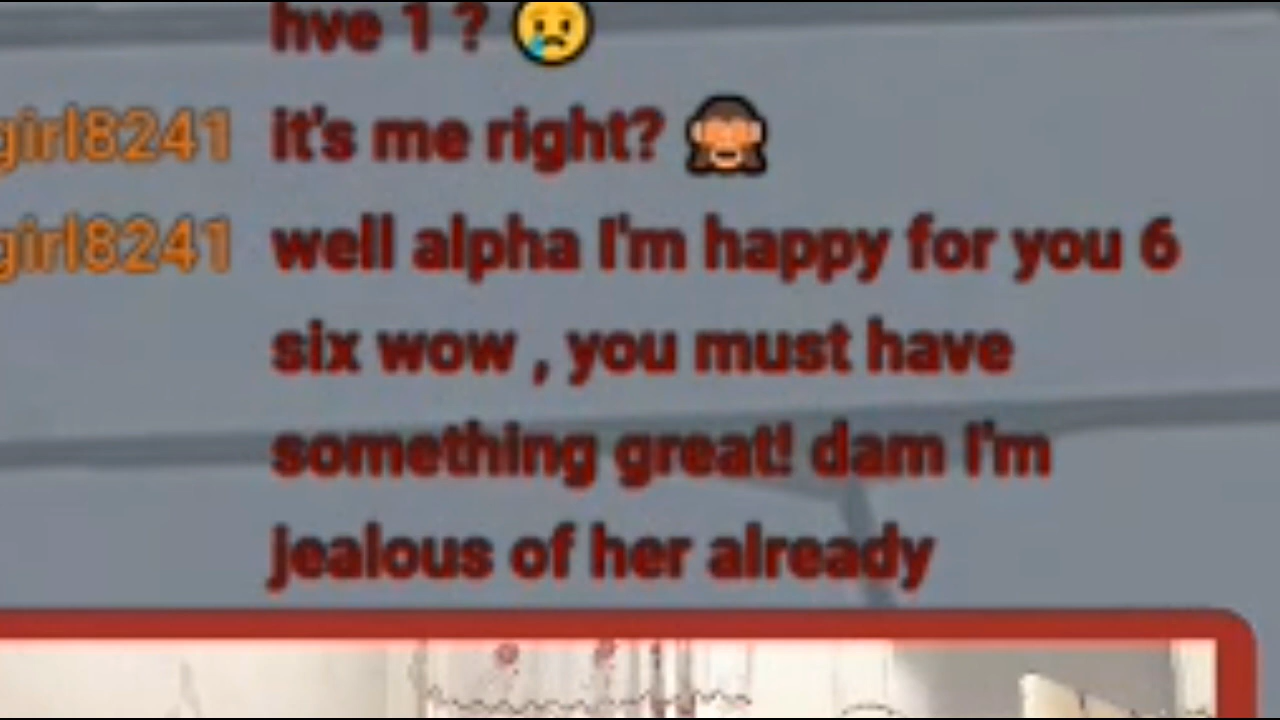 hve 1 ? 😢
girl8241 it's me right? 🙈
girl8241 well alpha I'm happy for you 6
six wow , you must have
something great! dam I'm
jealous of her already